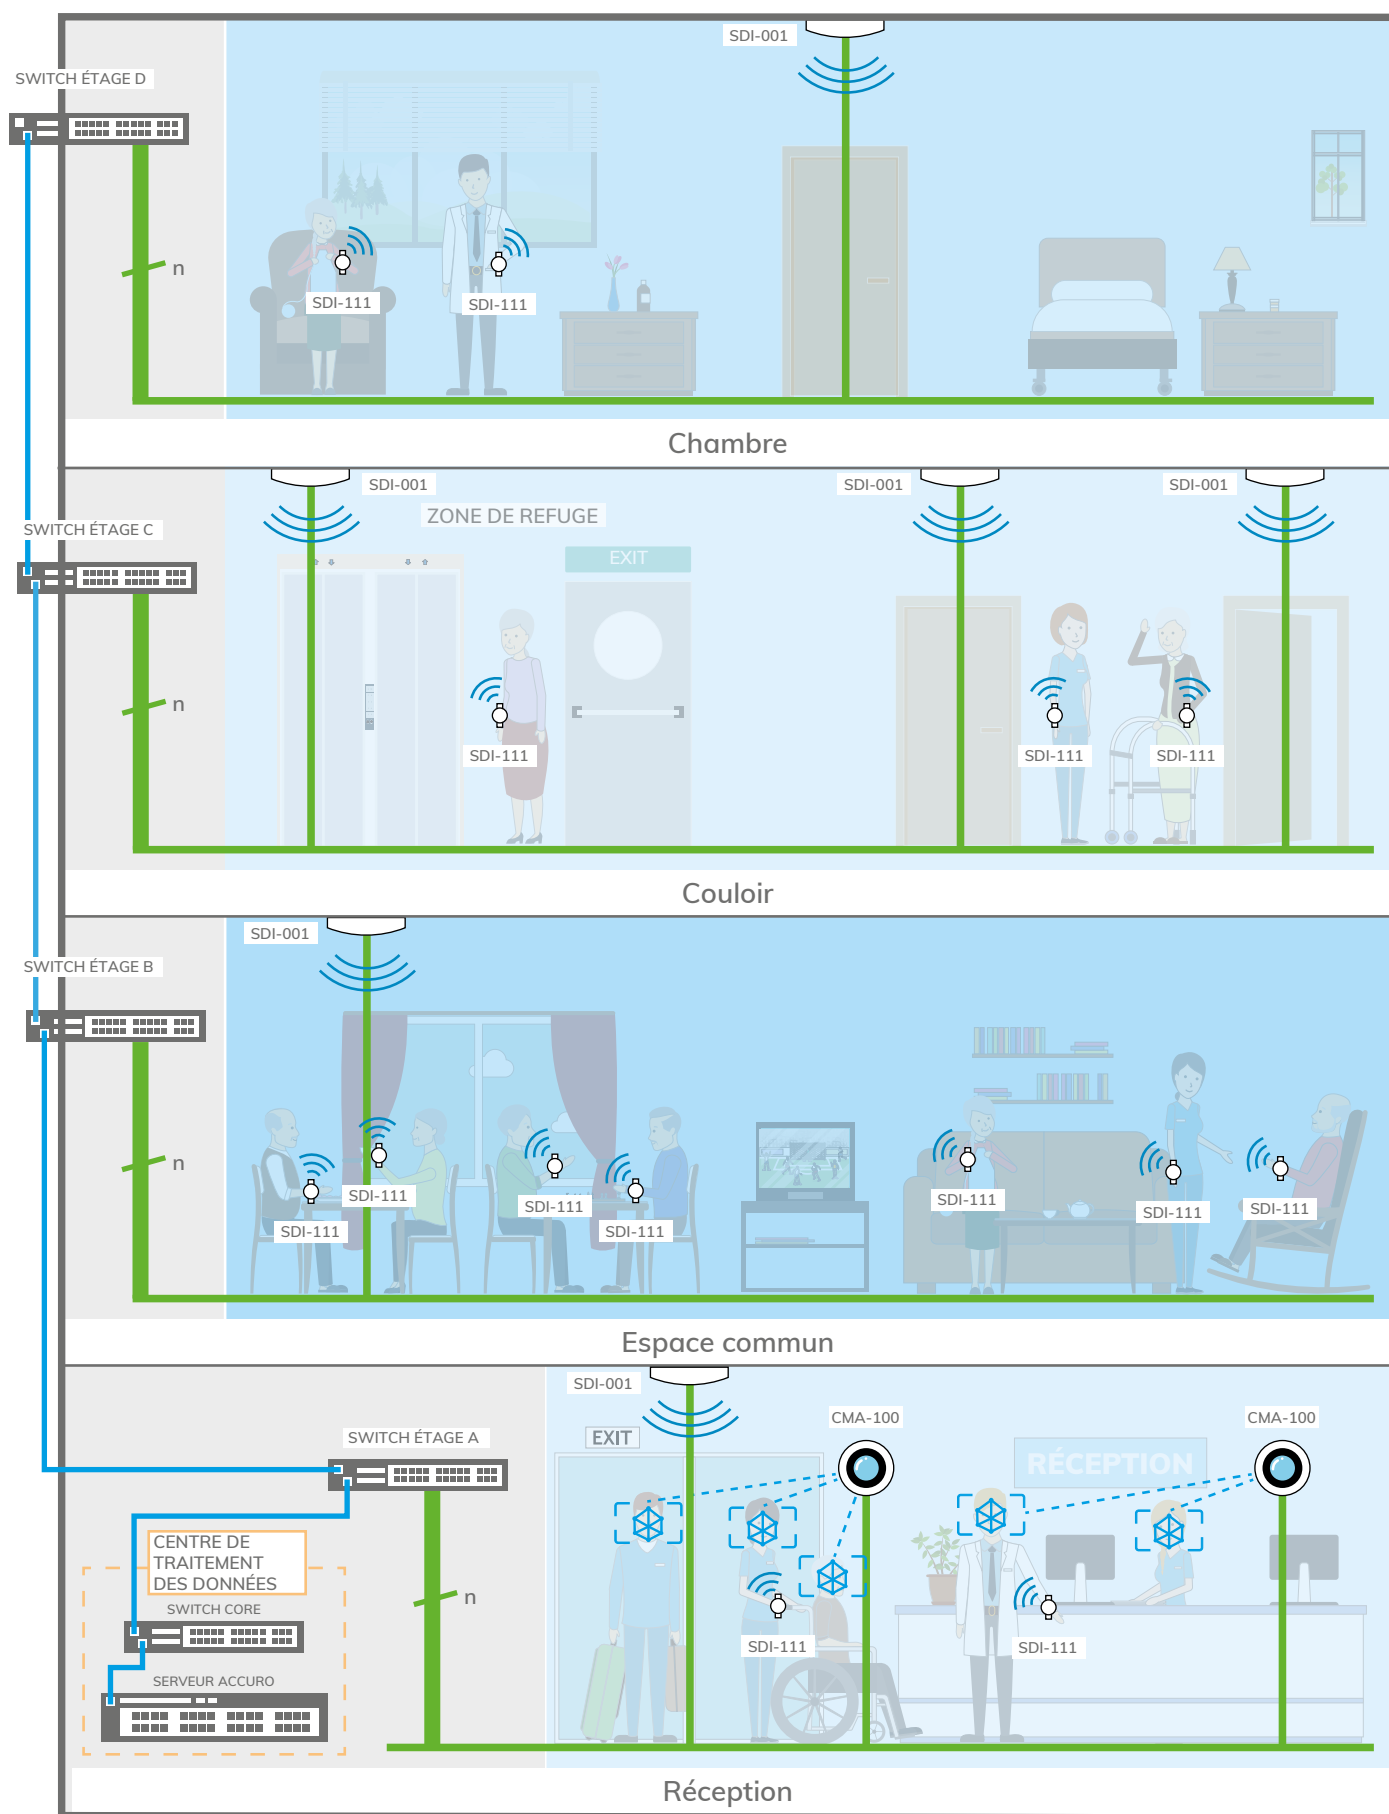 SDI-001
SWITCH ÉTAGE D
n
SDI-111
SDI-111
Chambre
SDI-001
SDI-001
SDI-001
ZONE DE REFUGE
SWITCH ÉTAGE C
EXIT
n
SDI-111
SDI-111
SDI-111
Couloir
SDI-001
SWITCH ÉTAGE B
n
SDI-111
SDI-111
SDI-111
SDI-111
SDI-111
SDI-111
SDI-111
Espace commun
SDI-001
CMA-100
CMA-100
SWITCH ÉTAGE A
EXIT
RÉCEPTION
CENTRE DE
TRAITEMENT
DES DONNÉES
n
SWITCH CORE
SDI-111
SDI-111
SERVEUR ACCURO
Réception